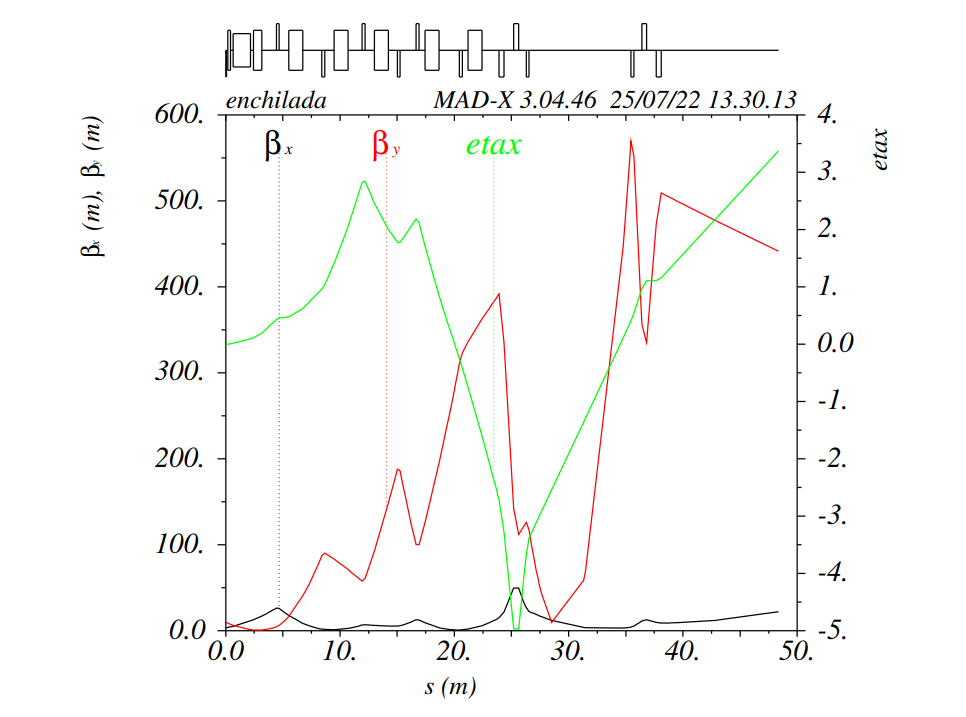 enchilada MAD-X 3.04.46 25/07/22 13.30.13
βx (m), βy (m)
600.
500.
400.
300.
200.
100.
0.0
βx
βy
etax
etax
4.
3.
2.
1.
0.0
-1.
-2.
-3.
-4.
-5.
0.0 10. 20. 30. 40. 50.
s (m)